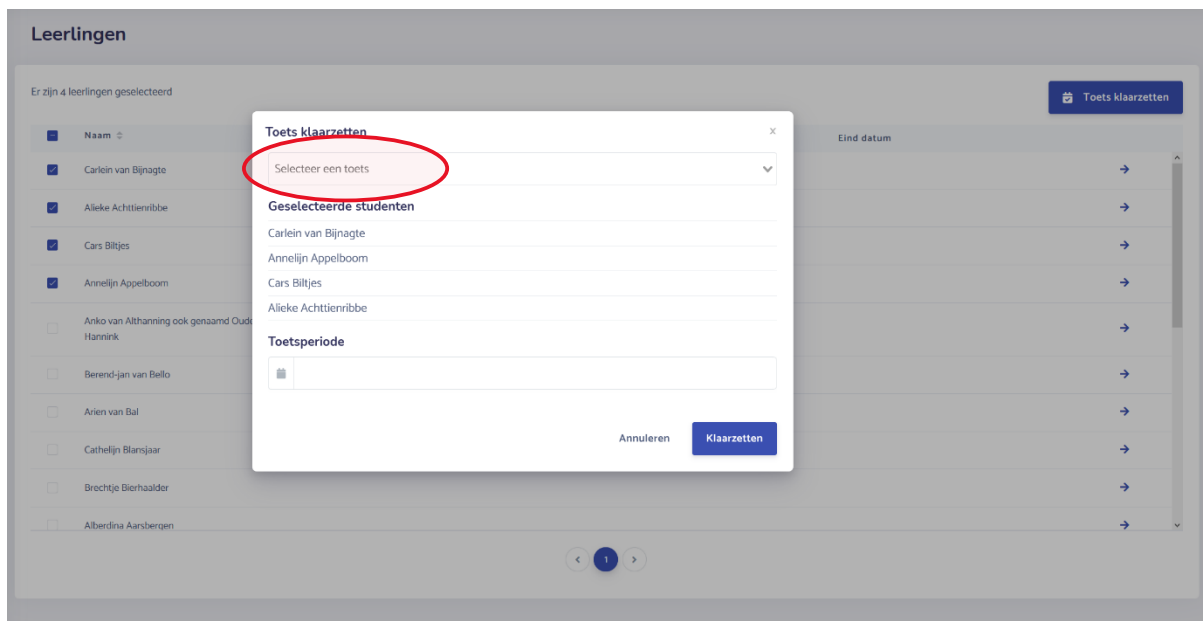 Leerlingen
Er zijn 4 leerlingen geselecteerd
Toets klaarzetten
Naam
Eind datum
Carlein van Bijnagte
Alieke Achttienribbe
Cars Biltjes
Annelijn Appelboom
Anko van Althanning ook genaamd Oude
Hannink
Berend-jan van Bello
Arien van Bal
Cathelijn Blansjaar
Brechtje Bierhaalder
Alberdina Aarsbergen
1
Toets klaarzetten
x
Selecteer een toets
Geselecteerde studenten
Carlein van Bijnagte
Annelijn Appelboom
Cars Biltjes
Alieke Achttienribbe
Toetsperiode
Annuleren
Klaarzetten